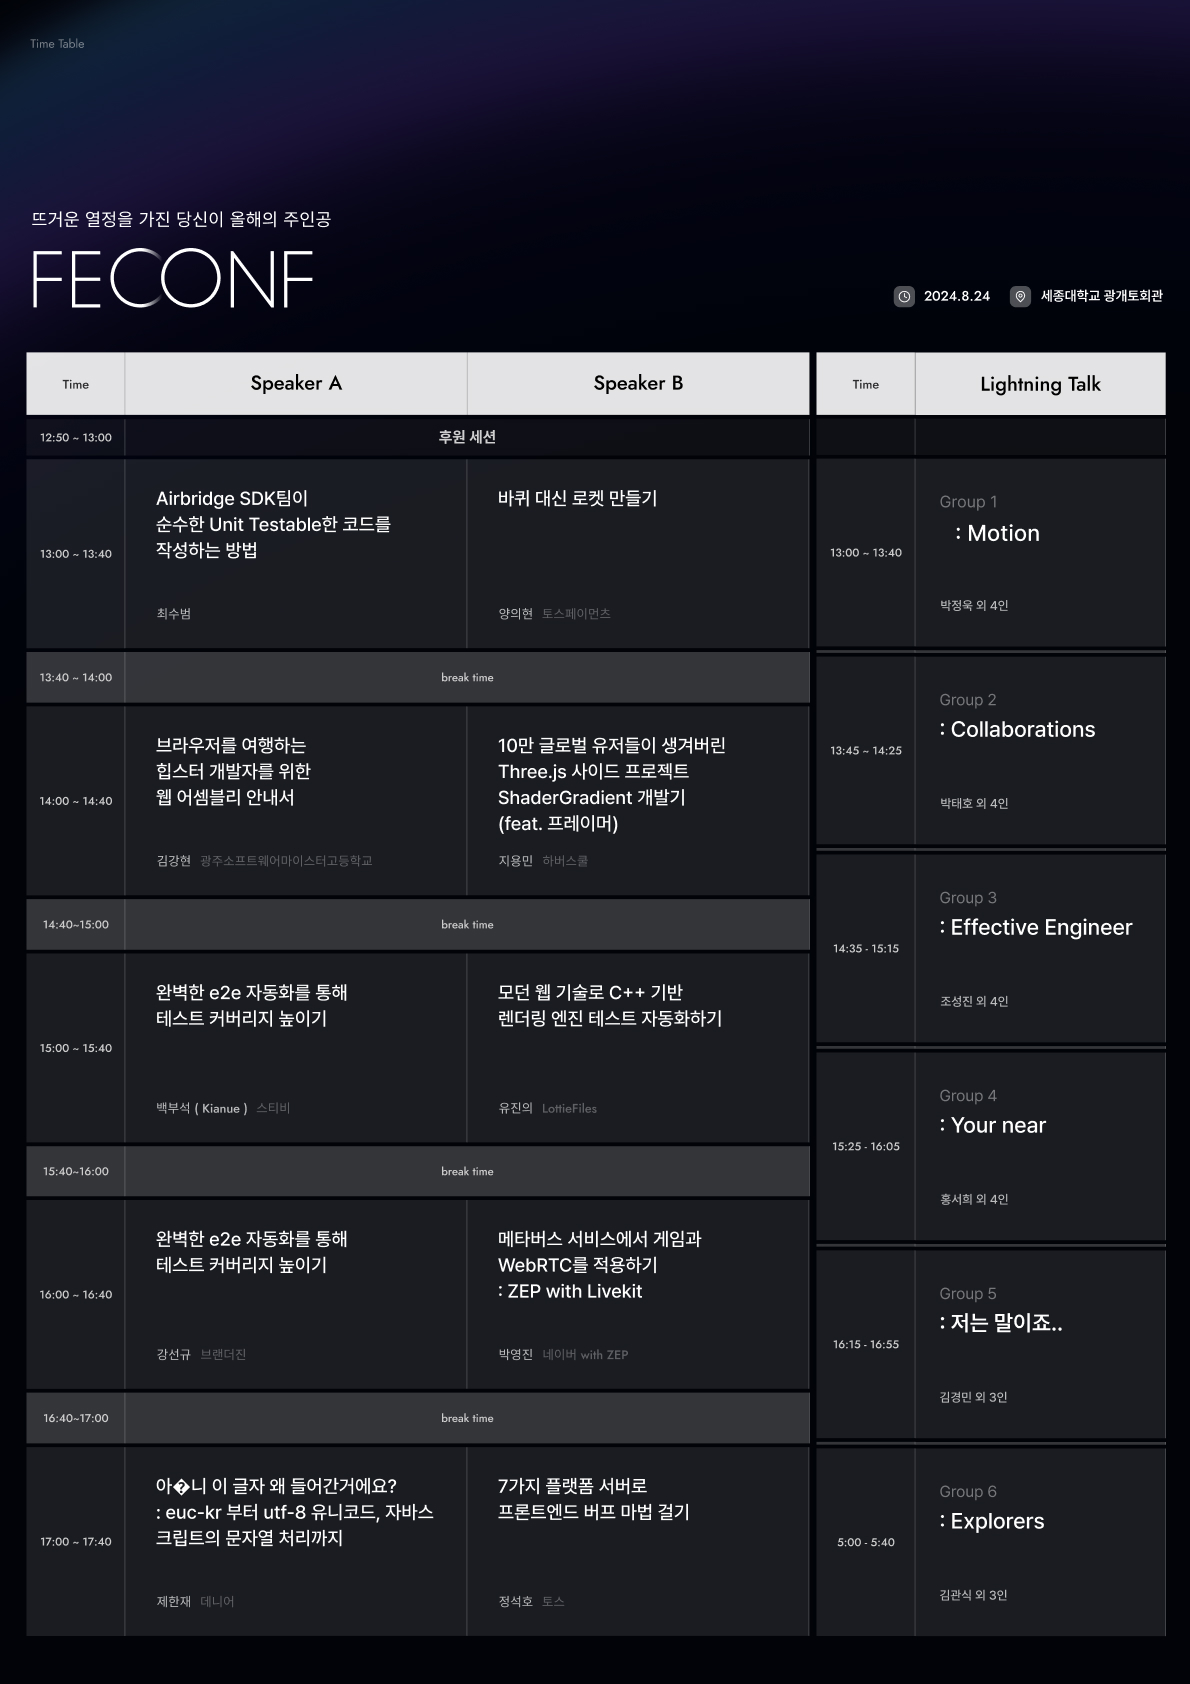 Time Table
뜨거운 열정을 가진 당신이 올해의 주인공
FECONF
2024.8.24 세종대학교 광개토회관
Time Speaker A Speaker B
12:50 ~ 13:00 후원 세션
13:00 ~ 13:40
Airbridge SDK팀이
순수한 Unit Testable한 코드를
작성하는 방법
최수범
바퀴 대신 로켓 만들기
양의현 토스페이먼츠
13:40 ~ 14:00 break time
14:00 ~ 14:40
브라우저를 여행하는
힙스터 개발자를 위한
웹 어셈블리 안내서
김강현 광주소프트웨어마이스터고등학교
10만 글로벌 유저들이 생겨버린
Three.js 사이드 프로젝트
ShaderGradient 개발기
(feat. 프레이머)
지용민 하버스쿨
14:40~15:00 break time
15:00 ~ 15:40
완벽한 e2e 자동화를 통해
테스트 커버리지 높이기
백부석 ( Kianue ) 스티비
모던 웹 기술로 C++ 기반
렌더링 엔진 테스트 자동화하기
유진의 LottieFiles
15:40~16:00 break time
16:00 ~ 16:40
완벽한 e2e 자동화를 통해
테스트 커버리지 높이기
강선규 브랜더진
메타버스 서비스에서 게임과
WebRTC를 적용하기
: ZEP with Livekit
박영진 네이버 with ZEP
16:40~17:00 break time
17:00 ~ 17:40
아�니 이 글자 왜 들어간거에요?
: euc-kr 부터 utf-8 유니코드, 자바스
크립트의 문자열 처리까지
제한재 데니어
7가지 플랫폼 서버로
프론트엔드 버프 마법 걸기
정석호 토스
Time Lightning Talk
13:00 ~ 13:40
Group 1
: Motion
박정욱 외 4인
13:45 ~ 14:25
Group 2
: Collaborations
박태호 외 4인
14:35 - 15:15
Group 3
: Effective Engineer
조성진 외 4인
15:25 - 16:05
Group 4
: Your near
홍서희 외 4인
16:15 - 16:55
Group 5
: 저는 말이죠..
김경민 외 3인
5:00 - 5:40
Group 6
: Explorers
김관식 외 3인